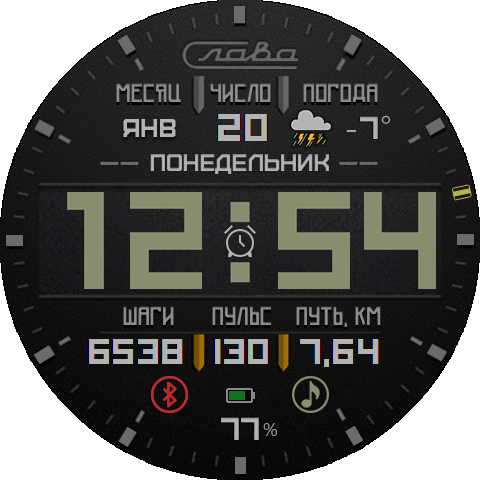 Слава
МЕСЯЦ ЧИСЛО ПОГОДА
ЯНВ 20 -7°
ПОНЕДЕЛЬНИК
12:54
ШАГИ ПУЛЬС ПУТЬ, КМ
6538 130 7,64
77%